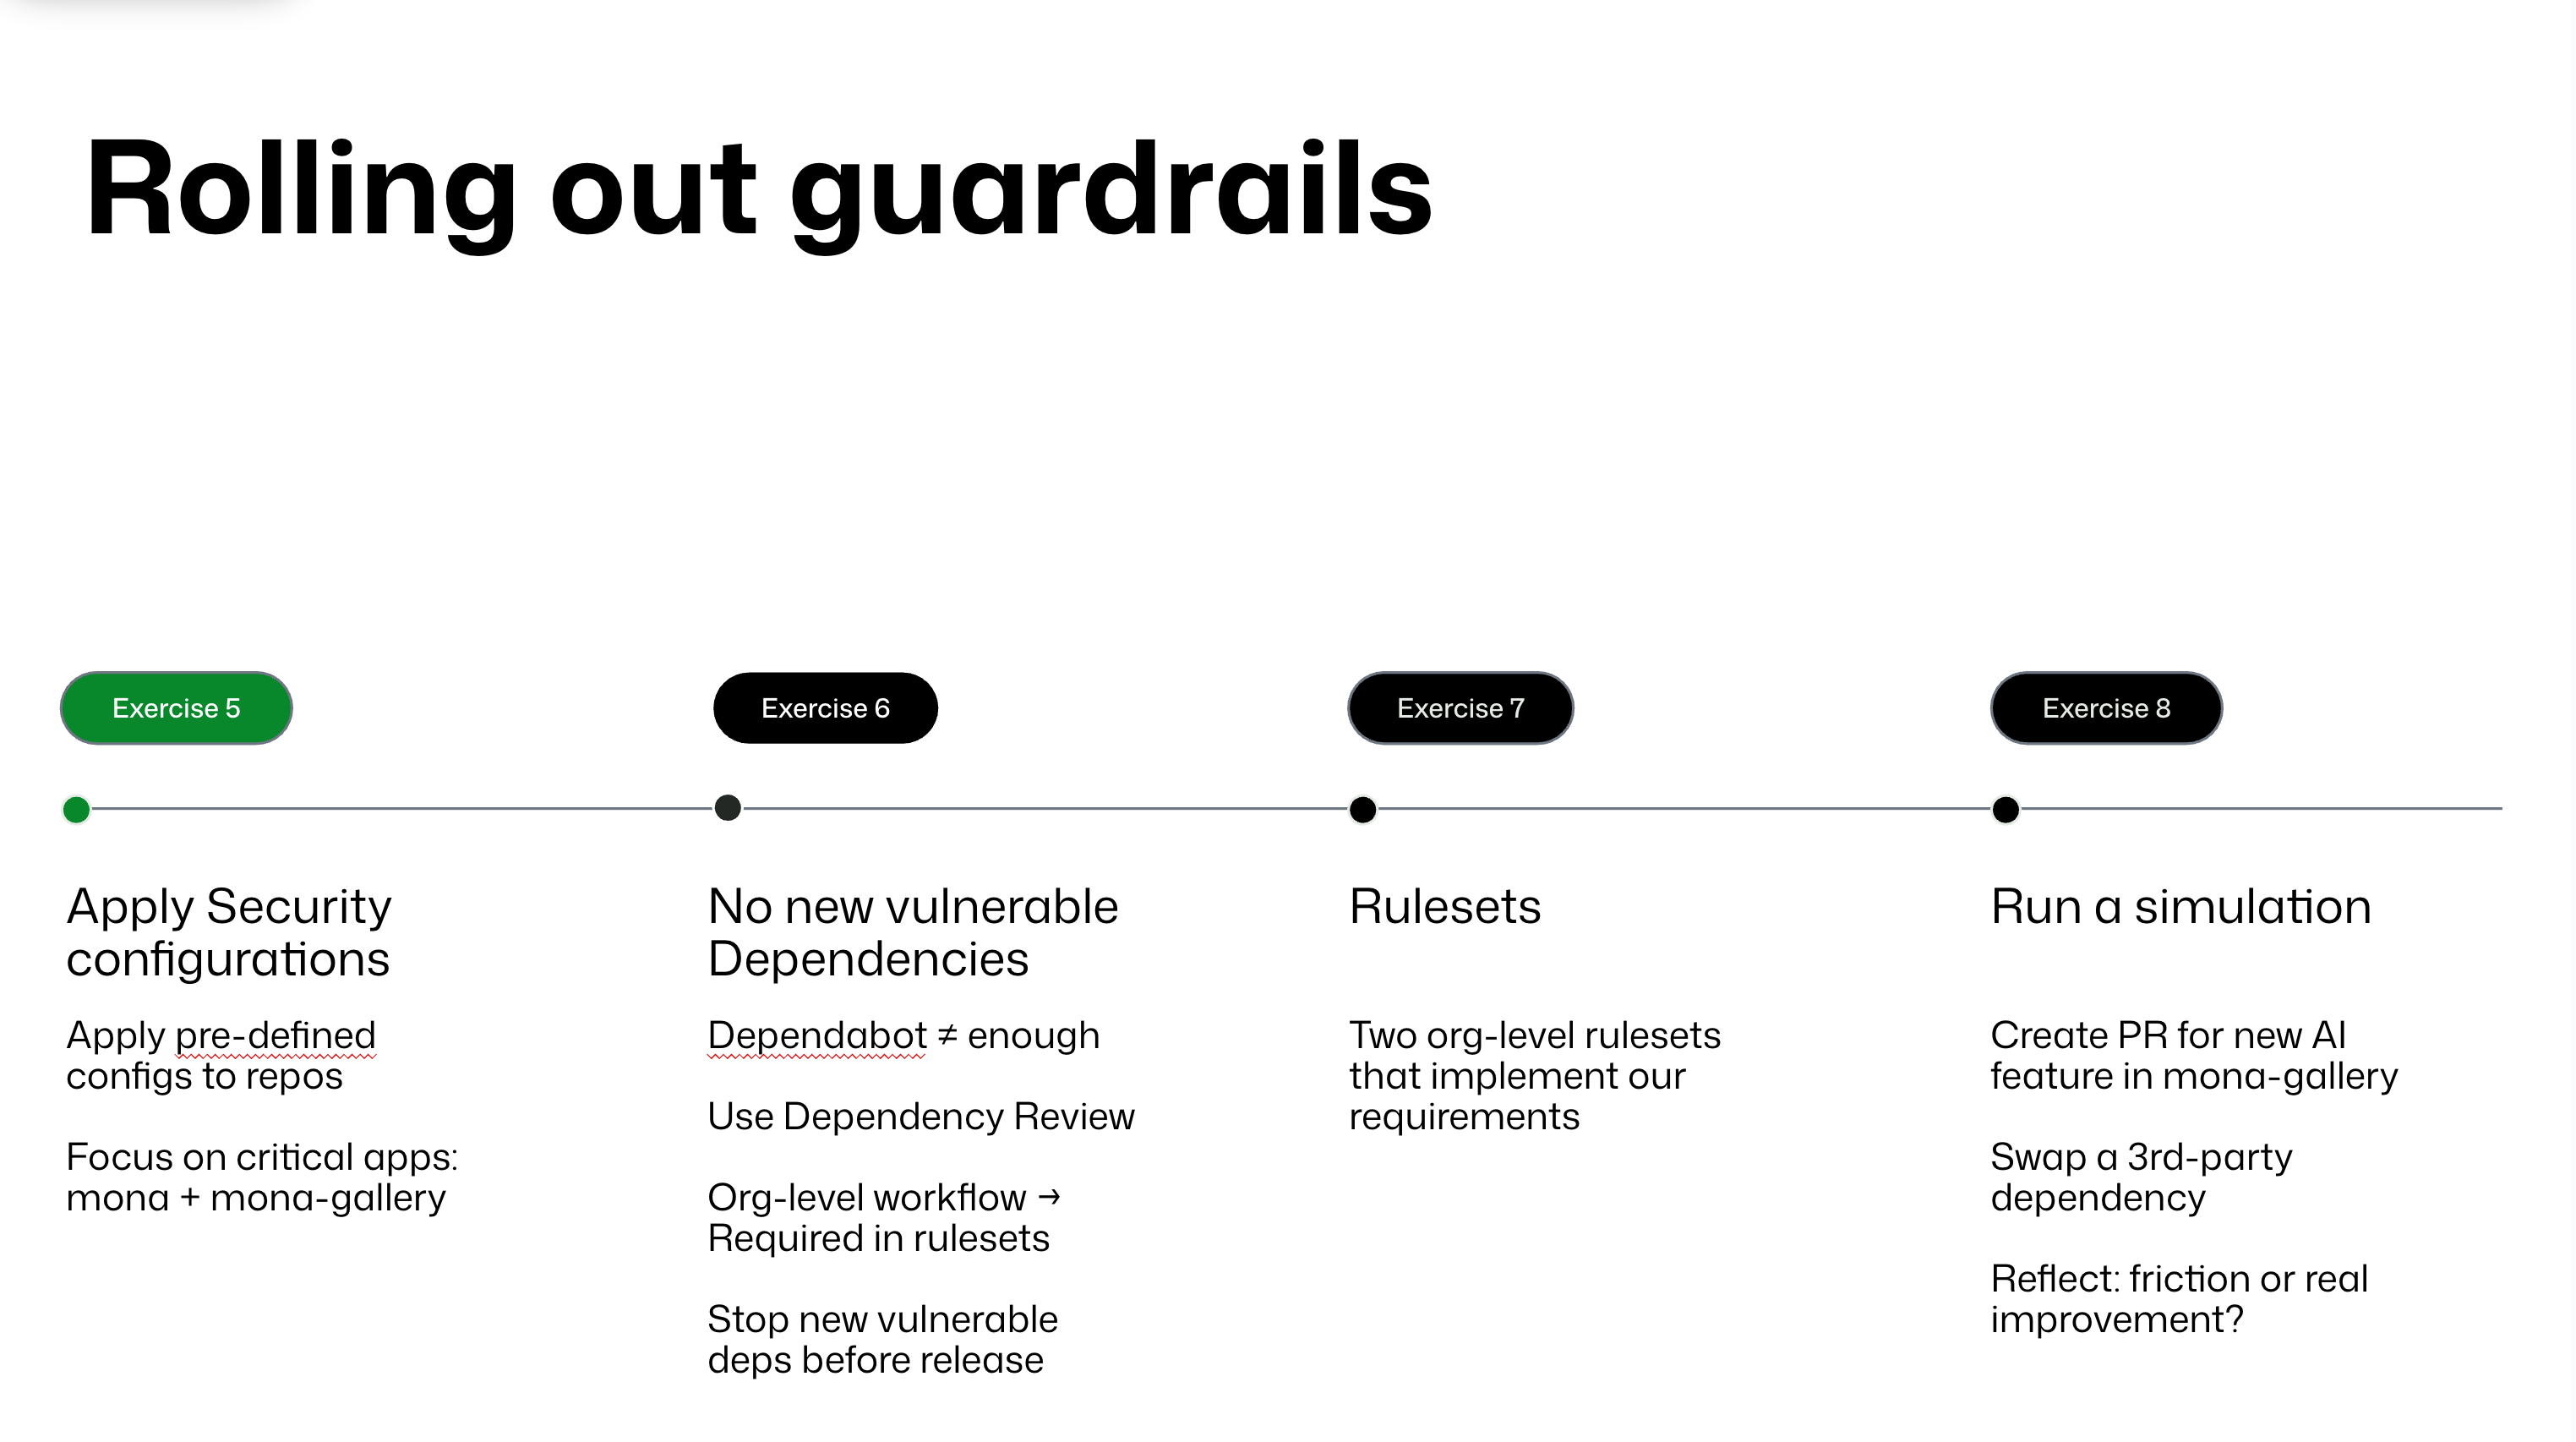 Rolling out guardrails
Exercise 5
Exercise 6
Exercise 7
Exercise 8
Apply Security
configurations
Apply pre-defined
configs to repos
Focus on critical apps:
mona + mona-gallery
No new vulnerable
Dependencies
Dependabot ≠ enough
Use Dependency Review
Org-level workflow →
Required in rulesets
Stop new vulnerable
deps before release
Rulesets
Two org-level rulesets
that implement our
requirements
Run a simulation
Create PR for new AI
feature in mona-gallery
Swap a 3rd-party
dependency
Reflect: friction or real
improvement?